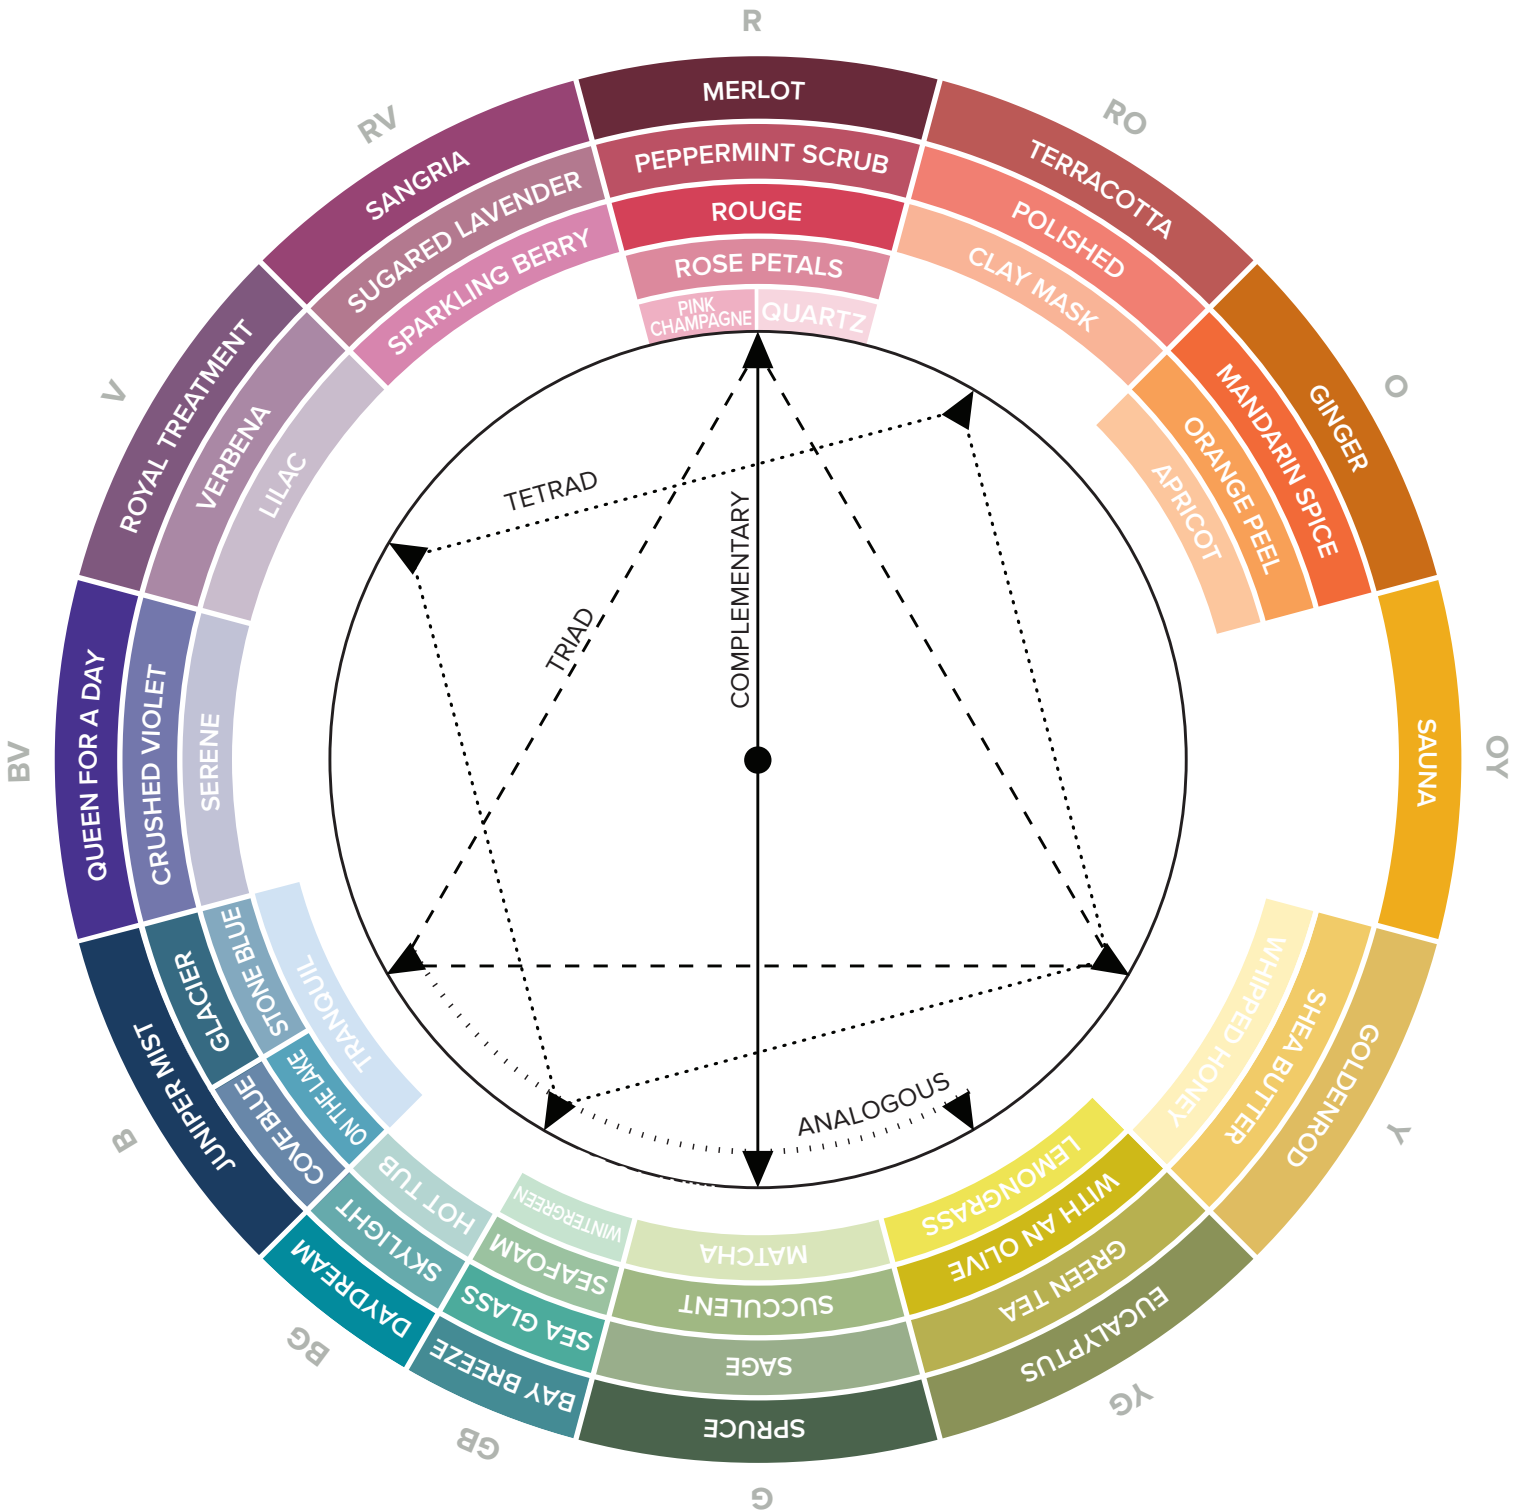 R
MERLOT
PEPPERMINT SCRUB
ROUGE
ROSE PETALS
PINK
CHAMPAGNE
QUARTZ
RO
TERRACOTTA
POLISHED
CLAY MASK
O
GINGER
MANDARIN SPICE
ORANGE PEEL
APRICOT
OY
SAUNA
Y
GOLDENROD
SHEA BUTTER
WHIPPED HONEY
YG
EUCALYPTUS
GREEN TEA
WITH AN OLIVE
LEMONGRASS
G
SPRUCE
SAGE
SUCCULENT
MATCHA
GB
BAY BREEZE
SEA GLASS
SEAFOAM
WINTERGREEN
BG
DAYDREAM
SKYLIGHT
HOT TUB
B
JUNIPER MIST
COVE BLUE
GLACIER
ON THE LAKE
STONE BLUE
TRANQUIL
BV
QUEEN FOR A DAY
CRUSHED VIOLET
SERENE
V
ROYAL TREATMENT
VERBENA
LILAC
RV
SANGRIA
SUGARED LAVENDER
SPARKLING BERRY
TETRAD
TRIAD
COMPLEMENTARY
ANALOGOUS